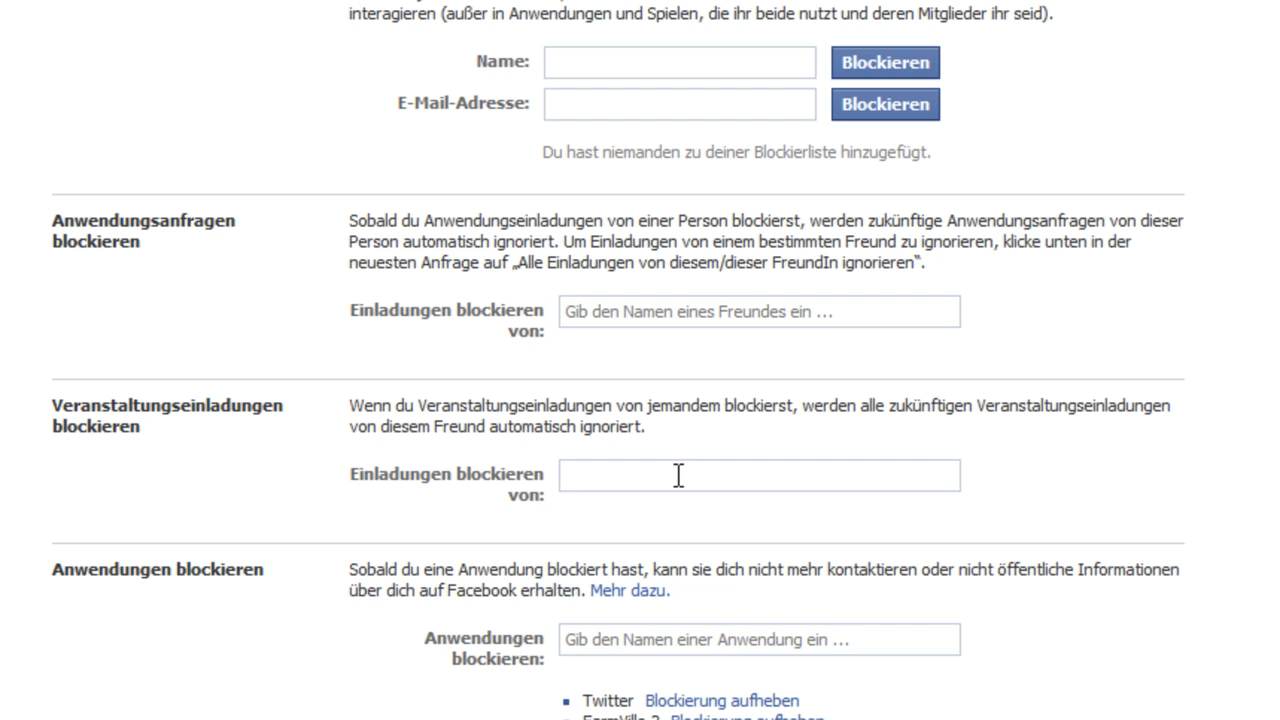 interagieren (außer in Anwendungen und Spielen, die ihr beide nutzt und deren Mitglieder ihr seid).
Name:
Blockieren
E-Mail-Adresse:
Blockieren
Du hast niemanden zu deiner Blockierliste hinzugefügt.
Anwendungsanfragen
blockieren
Sobald du Anwendungseinladungen von einer Person blockierst, werden zukünftige Anwendungsanfragen von dieser
Person automatisch ignoriert. Um Einladungen von einem bestimmten Freund zu ignorieren, klicke unten in der
neuesten Anfrage auf „Alle Einladungen von diesem/dieser FreundIn ignorieren“.
Einladungen blockieren
von:
Gib den Namen eines Freundes ein ...
Veranstaltungseinladungen
blockieren
Wenn du Veranstaltungseinladungen von jemandem blockierst, werden alle zukünftigen Veranstaltungseinladungen
von diesem Freund automatisch ignoriert.
Einladungen blockieren
von:
Anwendungen blockieren
Sobald du eine Anwendung blockiert hast, kann sie dich nicht mehr kontaktieren oder nicht öffentliche Informationen
über dich auf Facebook erhalten. Mehr dazu.
Anwendungen
blockieren:
Gib den Namen einer Anwendung ein ...
Twitter Blockierung aufheben
Blockierung aufheben